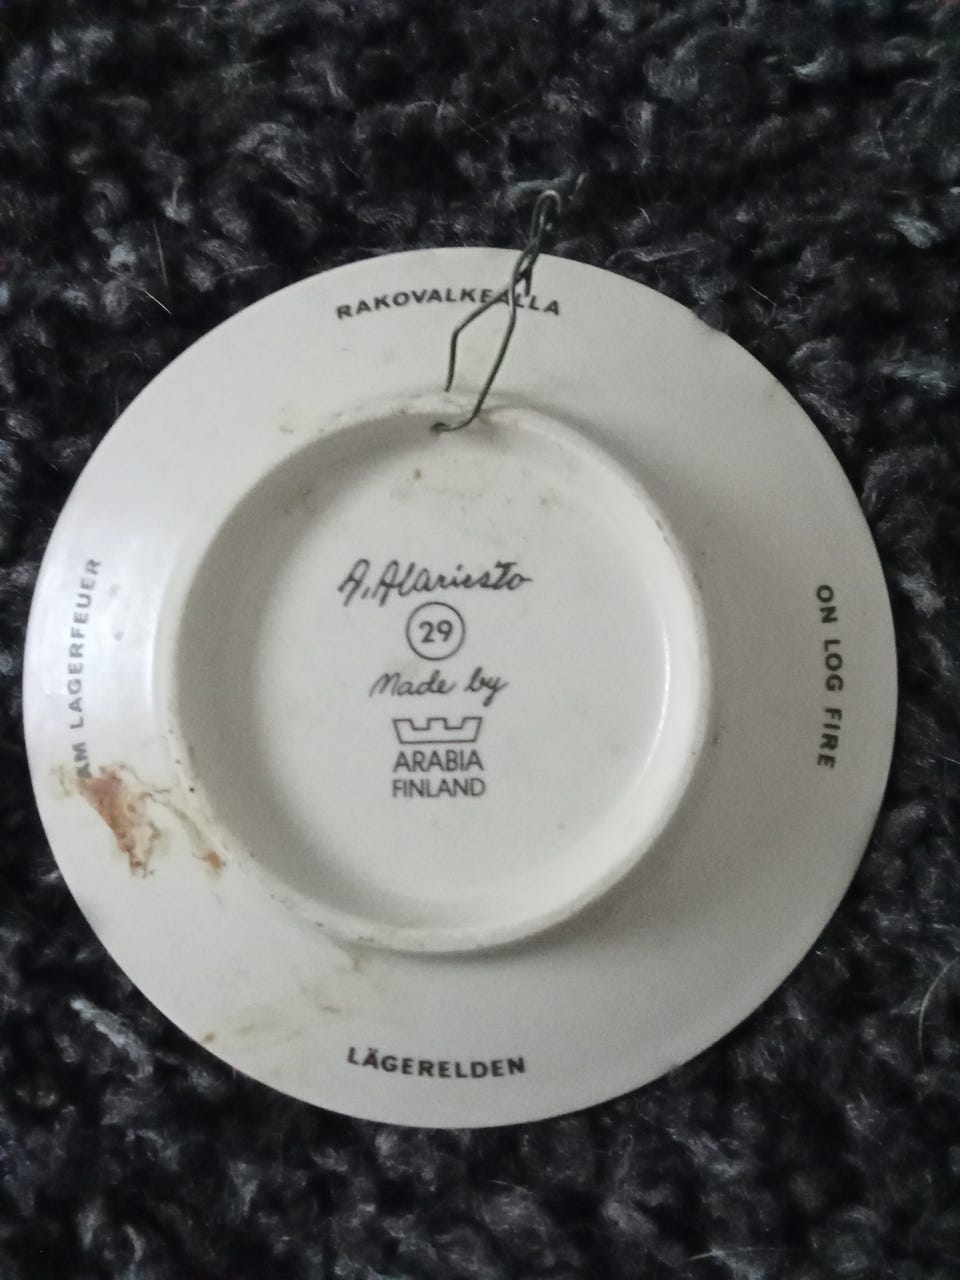 RAKOVALKEALLA
AM LAGERFEUER
A. Alariesto
29
Made by
ARABIA
FINLAND
ON LOG FIRE
LÄGERELDEN